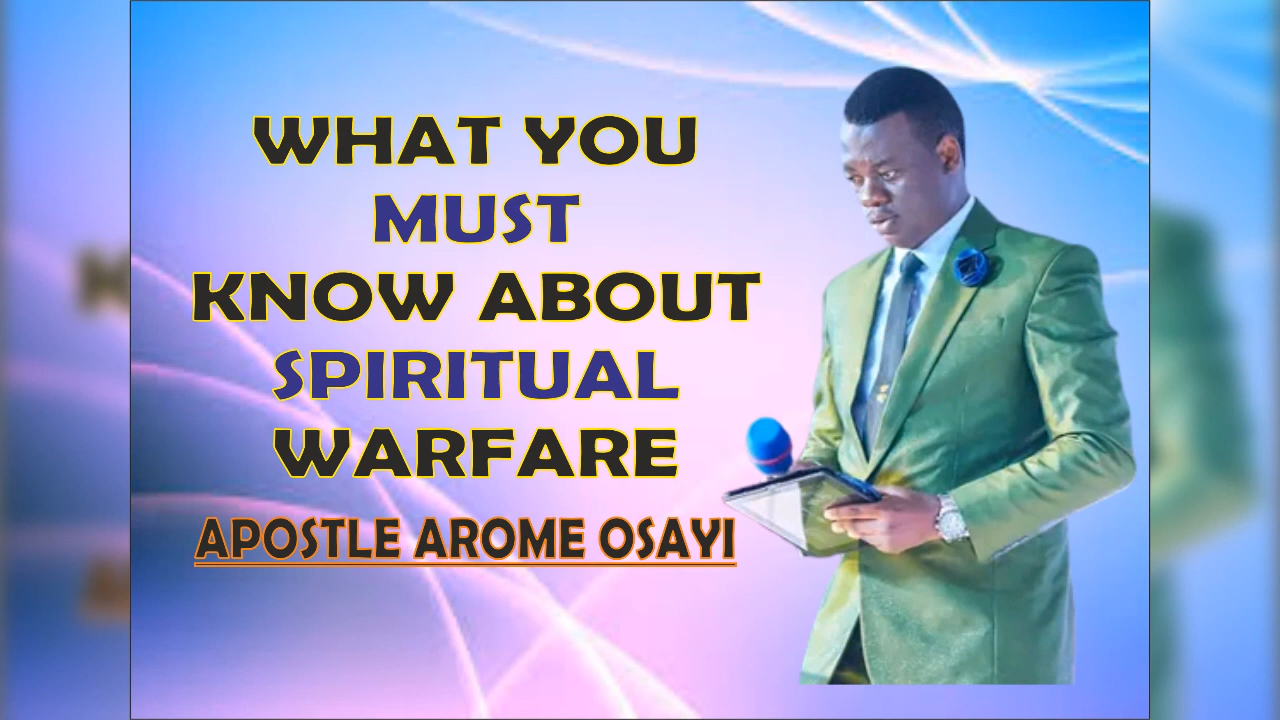 WHAT YOU
MUST
KNOW ABOUT
SPIRITUAL
WARFARE
APOSTLE AROME OSAYI